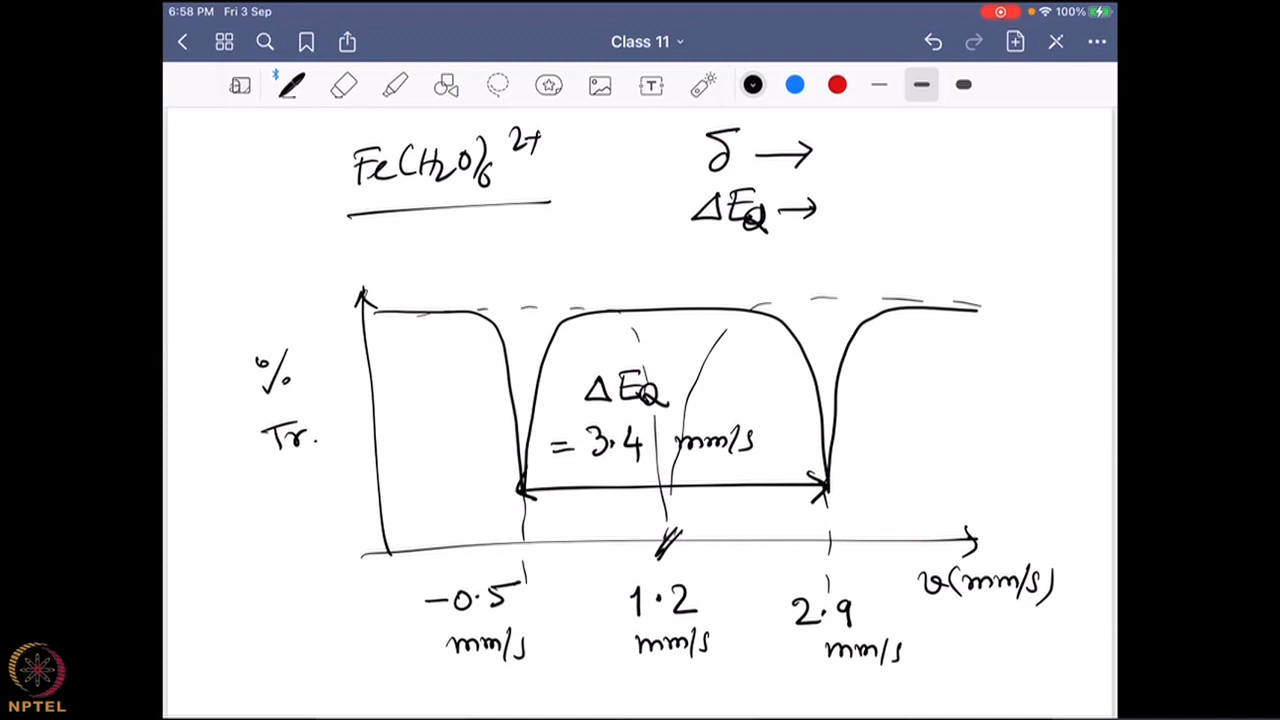 6:58 PM Fri 3 Sep
100%
Class 11
T
Fe(H2O)6 2+
δ →
ΔEQ →
% Tr.
ΔEQ
= 3.4 mm/s
-0.5 mm/s
1.2 mm/s
2.9 mm/s
v(mm/s)
NPTEL